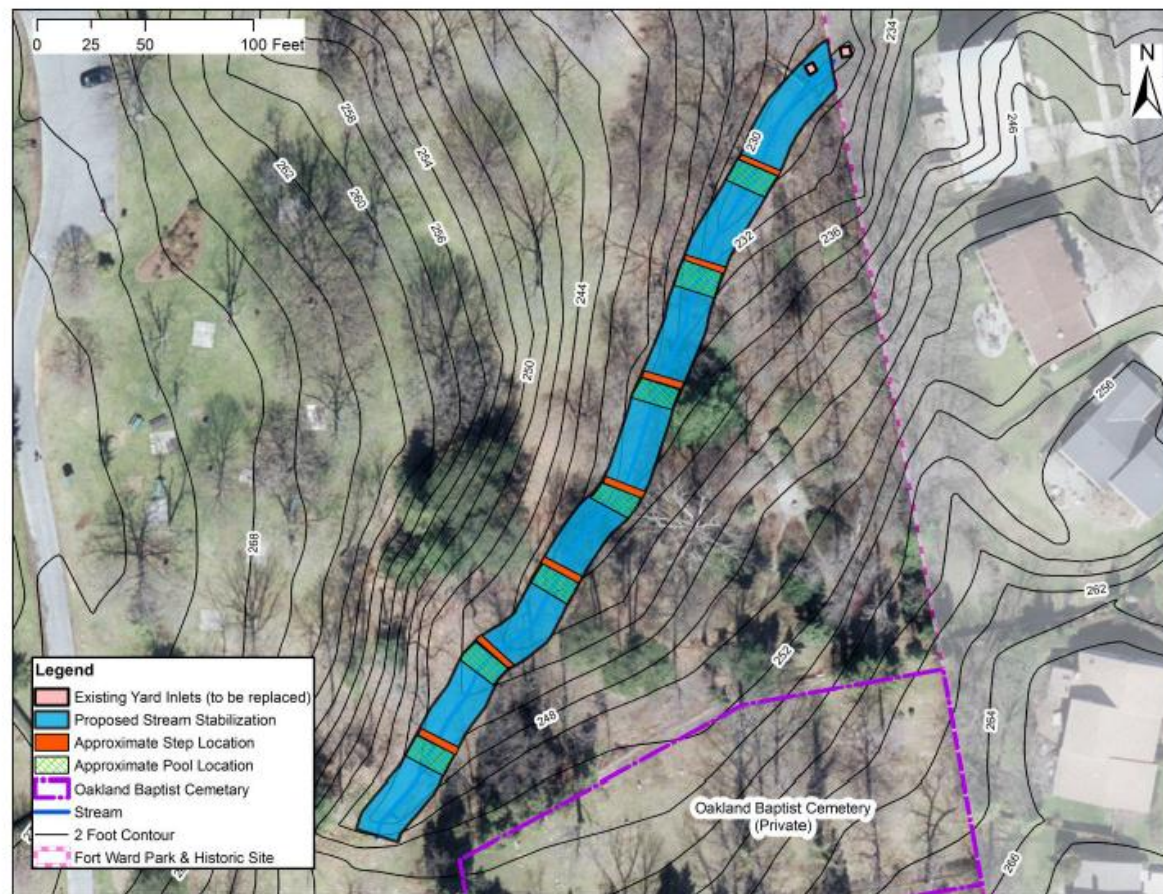 0 25 50 100 Feet
N
234
258
246
254
262
230
260
256
232
236
244
250
256
268
262
252
248
264
266
Legend
Existing Yard Inlets (to be replaced)
Proposed Stream Stabilization
Approximate Step Location
Approximate Pool Location
Oakland Baptist Cemetary
Stream
2 Foot Contour
Fort Ward Park & Historic Site
Oakland Baptist Cemetery
(Private)